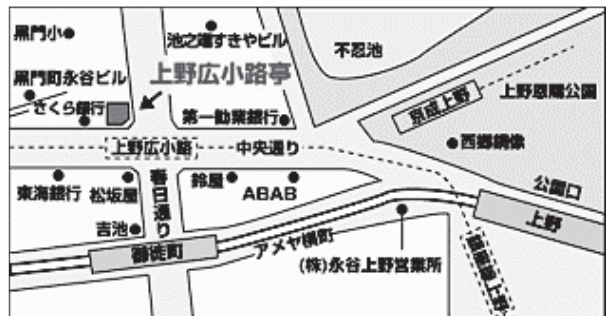 黒門小
池之端すきやビル
不忍池
黒門町永谷ビル
上野広小路亭
さくら銀行
第一勧業銀行
京成上野
上野恩賜公園
西郷銅像
上野広小路
中央通り
公園口
東海銀行
松坂屋
春日通り
鈴屋
ABAB
吉池
御徒町
アメヤ横町
(株)永谷上野営業所
上野
銀座線上野